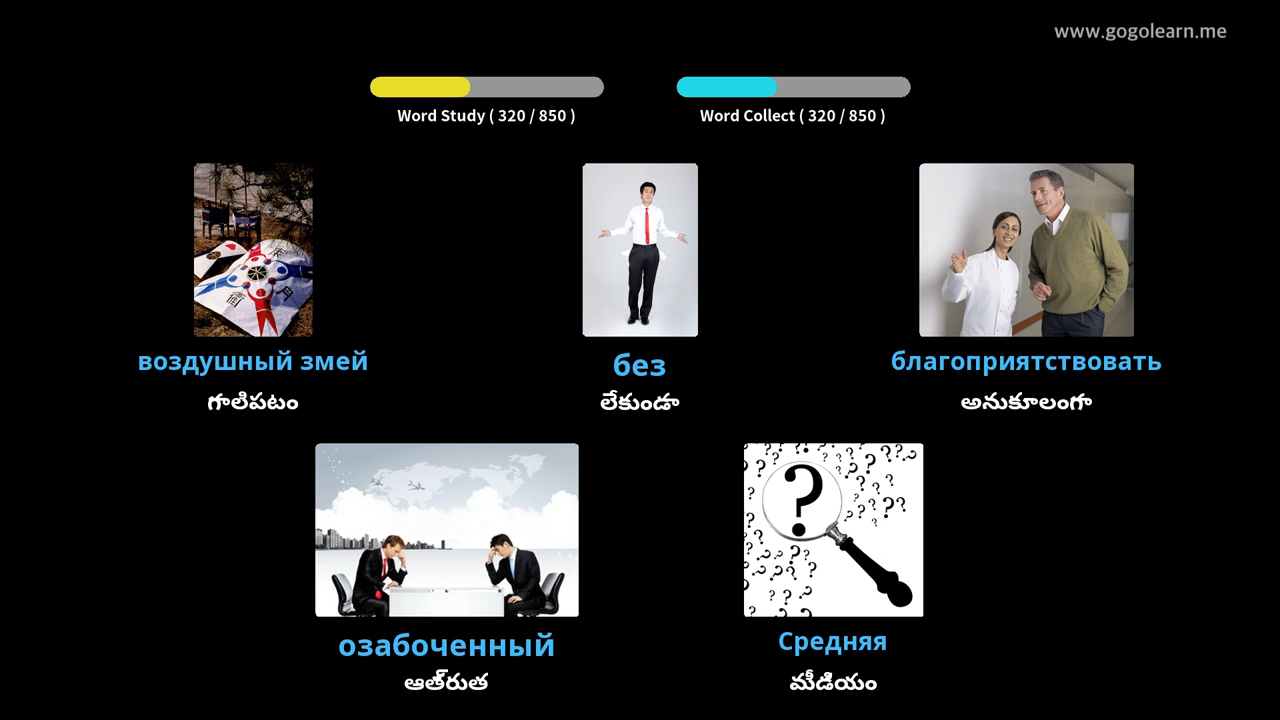 www.gogolearn.me
Word Study ( 320 / 850 )
Word Collect ( 320 / 850 )
воздушный змей
గాలిపటం
без
లేకుండా
благоприятствовать
అనుకూలంగా
озабоченный
ఆత్రుత
Средняя
మీడియం